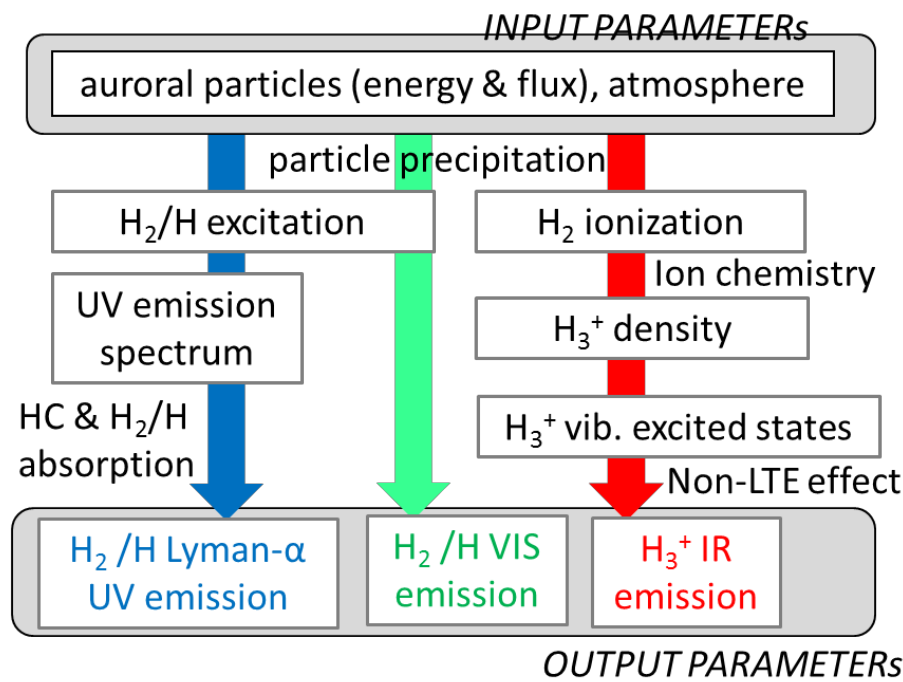 INPUT PARAMETERs
auroral particles (energy & flux), atmosphere
particle precipitation
H₂/H excitation
H₂ ionization
Ion chemistry
UV emission
spectrum
H₃⁺ density
HC & H₂/H
absorption
H₃⁺ vib. excited states
Non-LTE effect
H₂ /H Lyman-α
UV emission
H₂ /H VIS
emission
H₃⁺ IR
emission
OUTPUT PARAMETERs